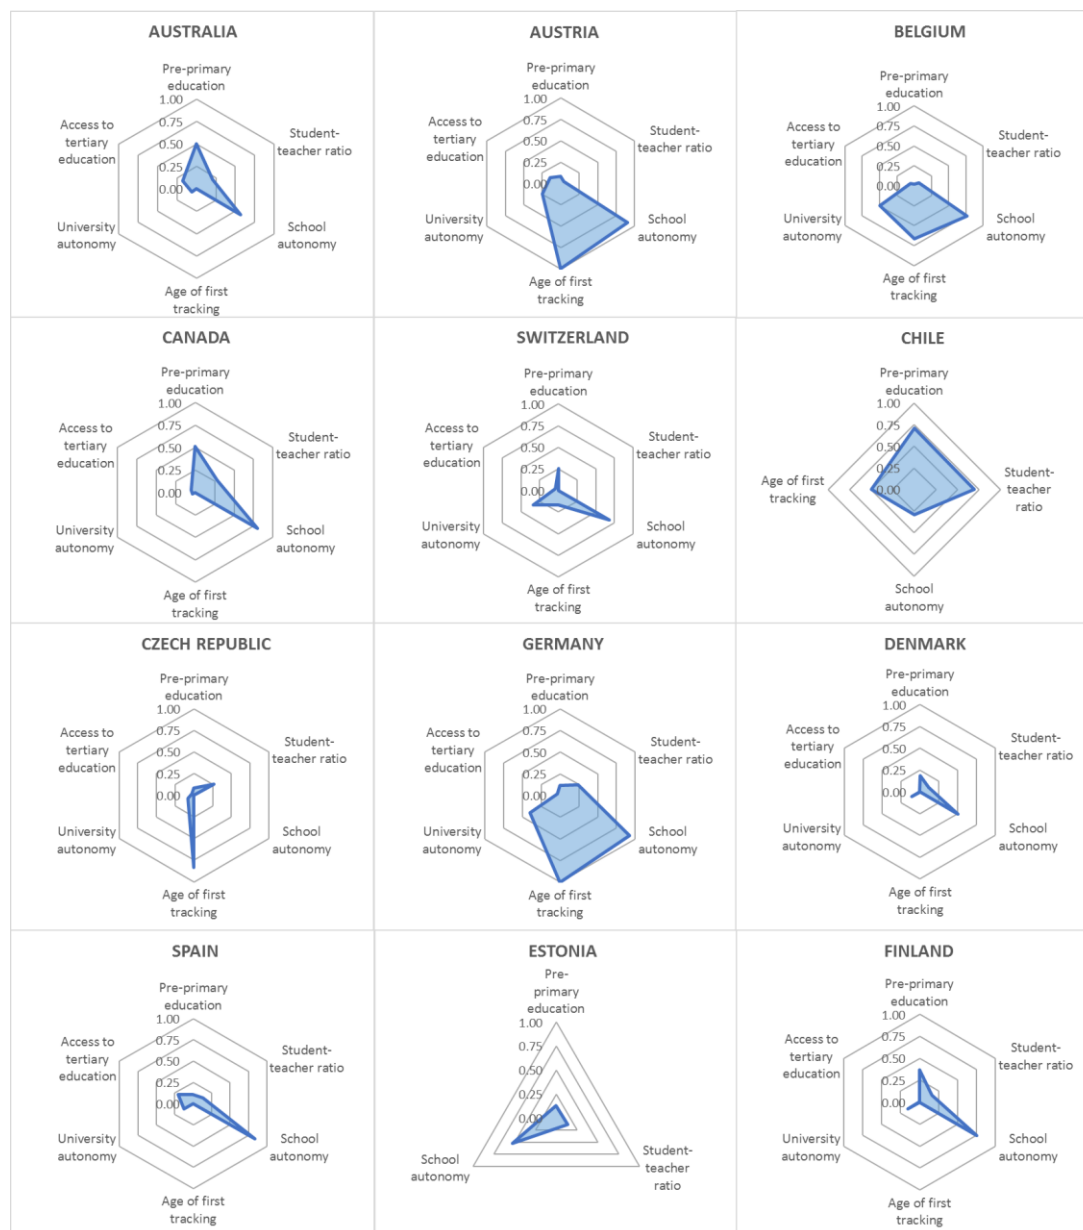 AUSTRALIA
Pre-primary
education
1.00
0.75
0.50
0.25
0.00
Student-
teacher ratio
School
autonomy
Age of first
tracking
University
autonomy
Access to
tertiary
education
AUSTRIA
Pre-primary
education
1.00
0.75
0.50
0.25
0.00
Student-
teacher ratio
School
autonomy
Age of first
tracking
University
autonomy
Access to
tertiary
education
BELGIUM
Pre-primary
education
1.00
0.75
0.50
0.25
0.00
Student-
teacher ratio
School
autonomy
Age of first
tracking
University
autonomy
Access to
tertiary
education
CANADA
Pre-primary
education
1.00
0.75
0.50
0.25
0.00
Student-
teacher ratio
School
autonomy
Age of first
tracking
University
autonomy
Access to
tertiary
education
SWITZERLAND
Pre-primary
education
1.00
0.75
0.50
0.25
0.00
Student-
teacher ratio
School
autonomy
Age of first
tracking
University
autonomy
Access to
tertiary
education
CHILE
Pre-primary
education
1.00
0.75
0.50
0.25
0.00
Student-
teacher
ratio
School
autonomy
Age of first
tracking
CZECH REPUBLIC
Pre-primary
education
1.00
0.75
0.50
0.25
0.00
Student-
teacher ratio
School
autonomy
Age of first
tracking
University
autonomy
Access to
tertiary
education
GERMANY
Pre-primary
education
1.00
0.75
0.50
0.25
0.00
Student-
teacher ratio
School
autonomy
Age of first
tracking
University
autonomy
Access to
tertiary
education
DENMARK
Pre-primary
education
1.00
0.75
0.50
0.25
0.00
Student-
teacher ratio
School
autonomy
Age of first
tracking
University
autonomy
Access to
tertiary
education
SPAIN
Pre-primary
education
1.00
0.75
0.50
0.25
0.00
Student-
teacher ratio
School
autonomy
Age of first
tracking
University
autonomy
Access to
tertiary
education
ESTONIA
Pre-
primary
education
1.00
0.75
0.50
0.25
0.00
Student-
teacher
ratio
School
autonomy
FINLAND
Pre-primary
education
1.00
0.75
0.50
0.25
0.00
Student-
teacher ratio
School
autonomy
Age of first
tracking
University
autonomy
Access to
tertiary
education